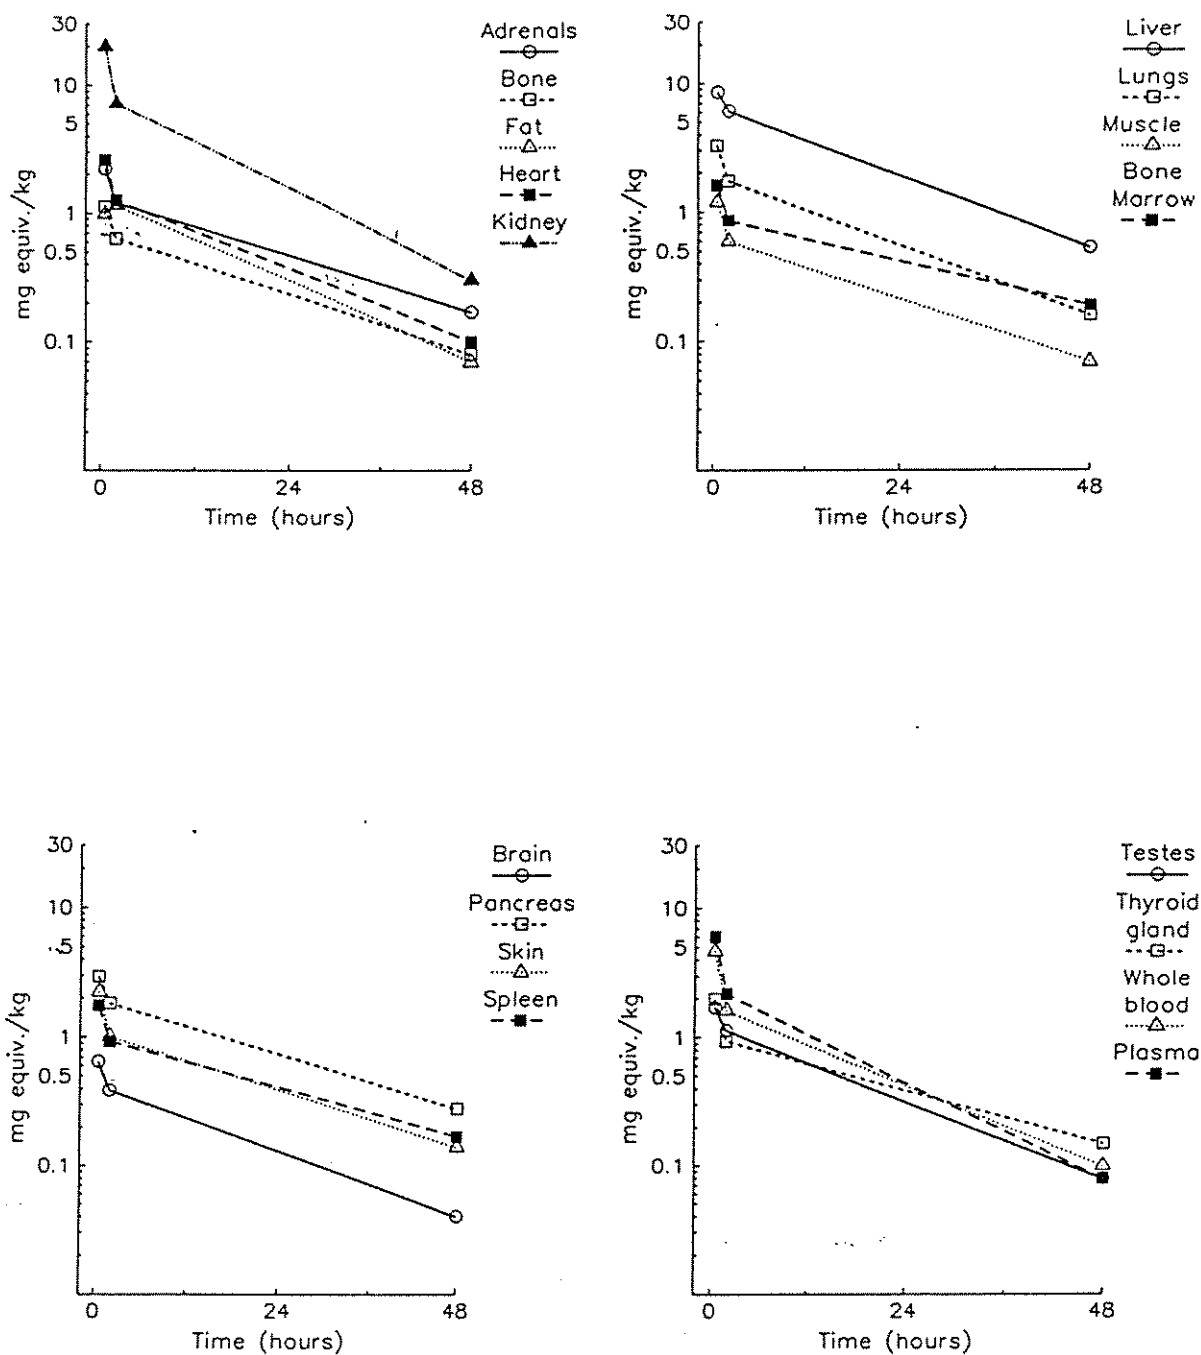 30
10
5
1
0.5
0.1
mg equiv./kg
0
24
48
Time (hours)
Adrenals
Bone
Fat
Heart
Kidney
30
10
5
1
0.5
0.1
mg equiv./kg
0
24
48
Time (hours)
Liver
Lungs
Muscle
Bone
Marrow
30
10
5
1
0.5
0.1
mg equiv./kg
0
24
48
Time (hours)
Brain
Pancreas
Skin
Spleen
30
10
5
1
0.5
0.1
mg equiv./kg
0
24
48
Time (hours)
Testes
Thyroid
gland
Whole
blood
Plasma